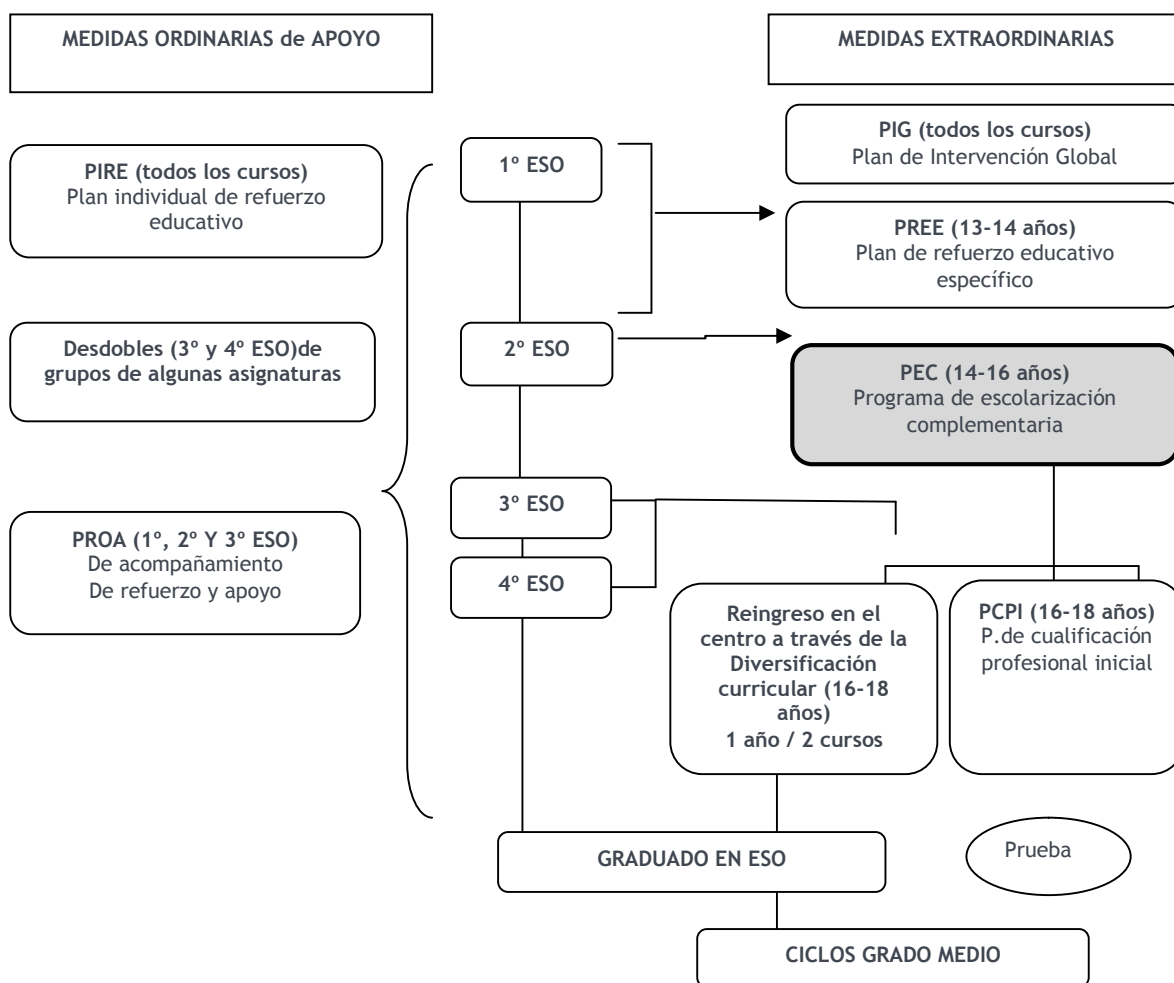 MEDIDAS ORDINARIAS de APOYO
MEDIDAS EXTRAORDINARIAS
PIRE (todos los cursos)
Plan individual de refuerzo
educativo
Desdobles (3º y 4º ESO)de
grupos de algunas asignaturas
PROA (1º, 2º Y 3º ESO)
De acompañamiento
De refuerzo y apoyo
1º ESO
2º ESO
3º ESO
4º ESO
PIG (todos los cursos)
Plan de Intervención Global
PREE (13-14 años)
Plan de refuerzo educativo
específico
PEC (14-16 años)
Programa de escolarización
complementaria
Reingreso en el
centro a través de la
Diversificación
curricular (16-18
años)
1 año / 2 cursos
PCPI (16-18 años)
P.de cualificación
profesional inicial
GRADUADO EN ESO
Prueba
CICLOS GRADO MEDIO